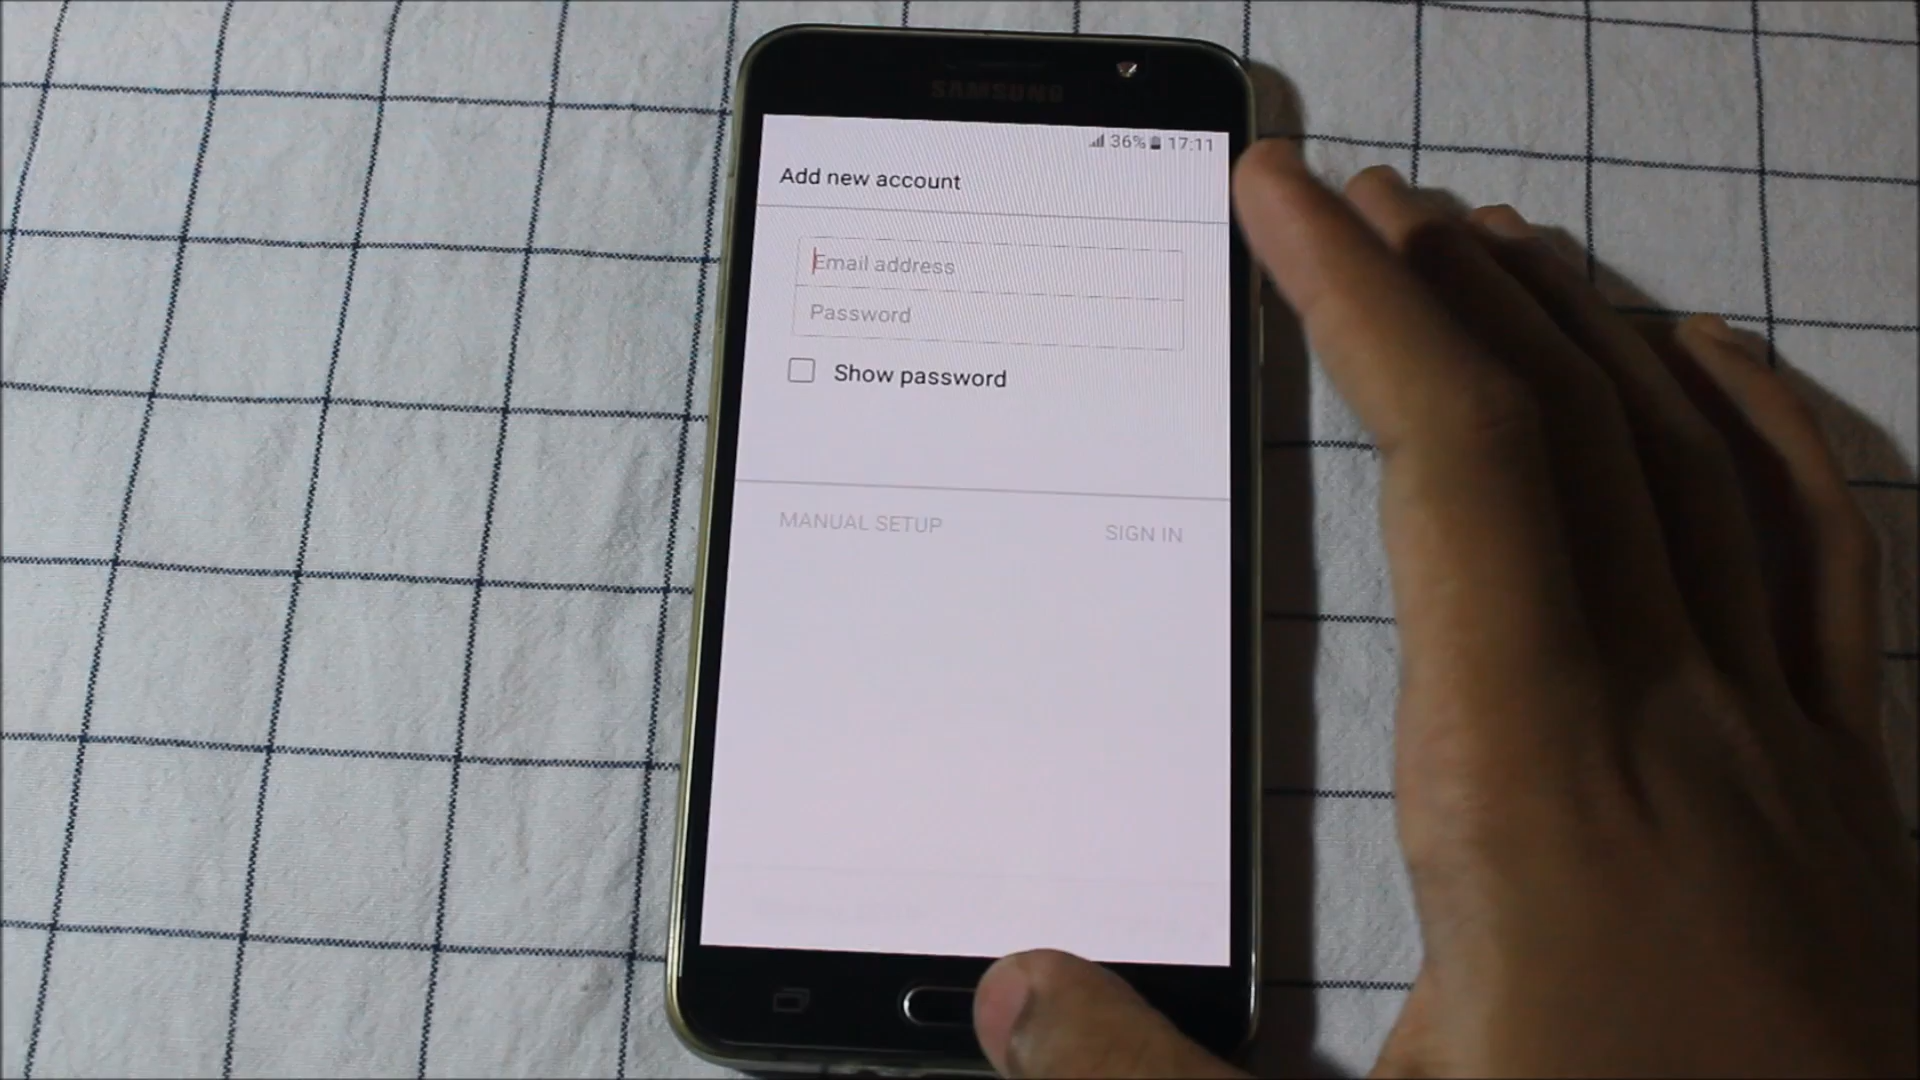 SAMSUNG
36% 17:11
Add new account
Email address
Password
Show password
MANUAL SETUP
SIGN IN